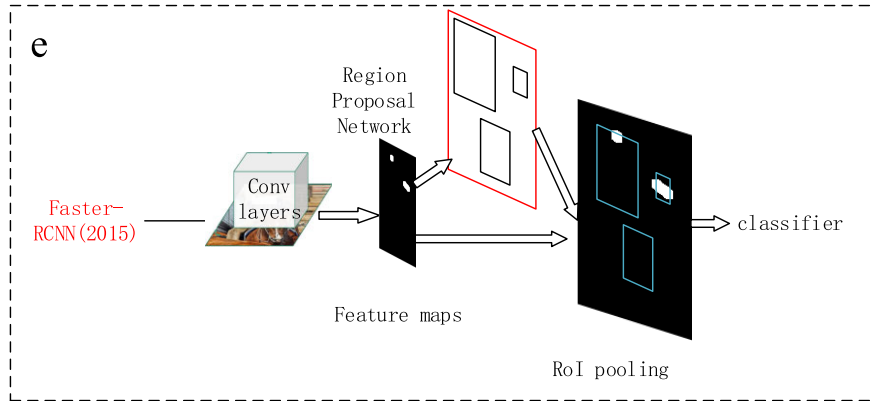 e
Region
Proposal
Network
Conv
layers
Faster-
RCNN(2015)
classifier
Feature maps
RoI pooling